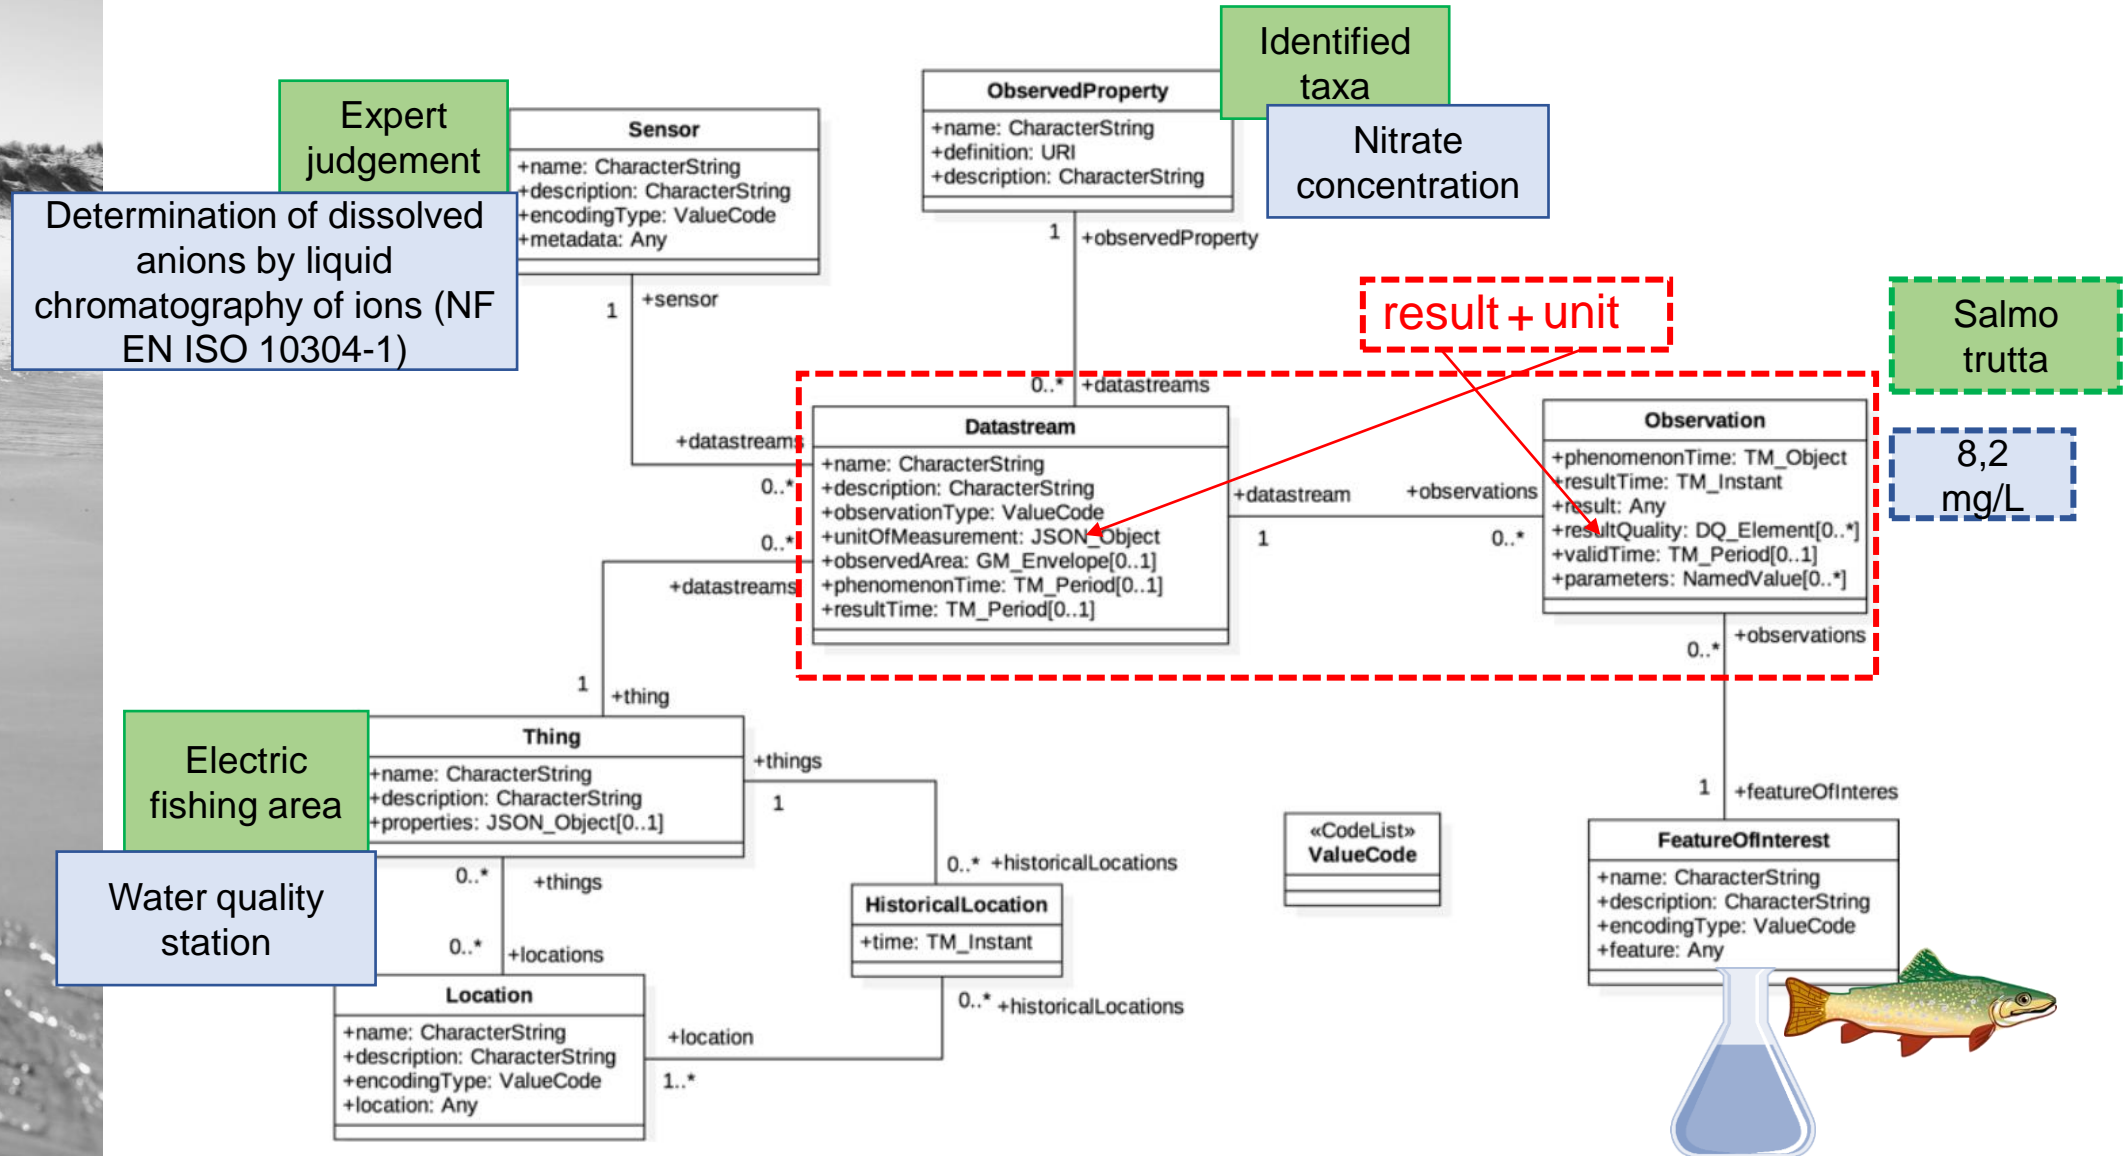 Identified
taxa
Nitrate
concentration
ObservedProperty
+name: CharacterString
+definition: URI
+description: CharacterString
Expert
judgement
Determination of dissolved
anions by liquid
chromatography of ions (NF
EN ISO 10304-1)
Sensor
+name: CharacterString
+description: CharacterString
+encodingType: ValueCode
+metadata: Any
1
+observedProperty
1
+sensor
result + unit
Salmo
trutta
8,2
mg/L
0..*
+datastreams
+datastreams
0..*
Datastream
+name: CharacterString
+description: CharacterString
+observationType: ValueCode
+unitOfMeasurement: JSON_Object
+observedArea: GM_Envelope[0..1]
+phenomenonTime: TM_Period[0..1]
+resultTime: TM_Period[0..1]
+datastream
1
+observations
0..*
Observation
+phenomenonTime: TM_Object
+resultTime: TM_Instant
+result: Any
+resultQuality: DQ_Element[0..*]
+validTime: TM_Period[0..1]
+parameters: NamedValue[0..*]
0..*
+datastreams
0..*
+observations
1
+thing
Electric
fishing area
Water quality
station
Thing
+name: CharacterString
+description: CharacterString
+properties: JSON_Object[0..1]
+things
1
1
+featureOfInteres
«CodeList»
ValueCode
FeatureOfInterest
+name: CharacterString
+description: CharacterString
+encodingType: ValueCode
+feature: Any
0..*
+things
0..*
+historicalLocations
HistoricalLocation
+time: TM_Instant
0..*
+locations
0..*
+historicalLocations
Location
+name: CharacterString
+description: CharacterString
+encodingType: ValueCode
+location: Any
+location
1..*